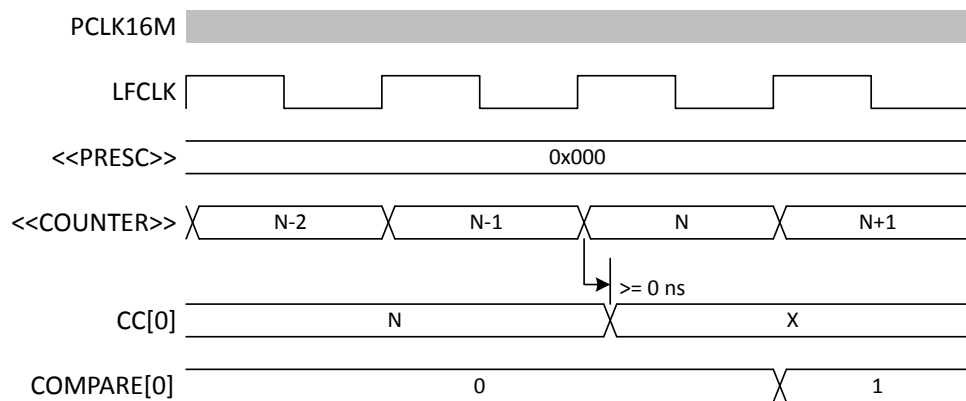 PCLK16M
LFCLK
<<PRESC>> 0x000
<<COUNTER>> N-2 N-1 N N+1
>= 0 ns
CC[0] N X
COMPARE[0] 0 1